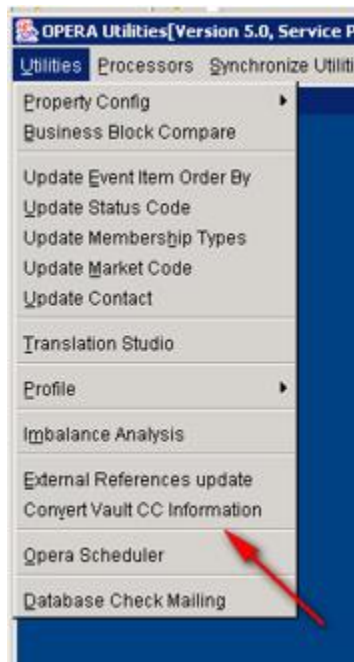 OPERA Utilities[Version 5.0, Service P
Utilities Processors Synchronize Utiliti
Property Config
Business Block Compare
Update Event Item Order By
Update Status Code
Update Membership Types
Update Market Code
Update Contact
Translation Studio
Profile
Imbalance Analysis
External References update
Convert Vault CC Information
Opera Scheduler
Database Check Mailing